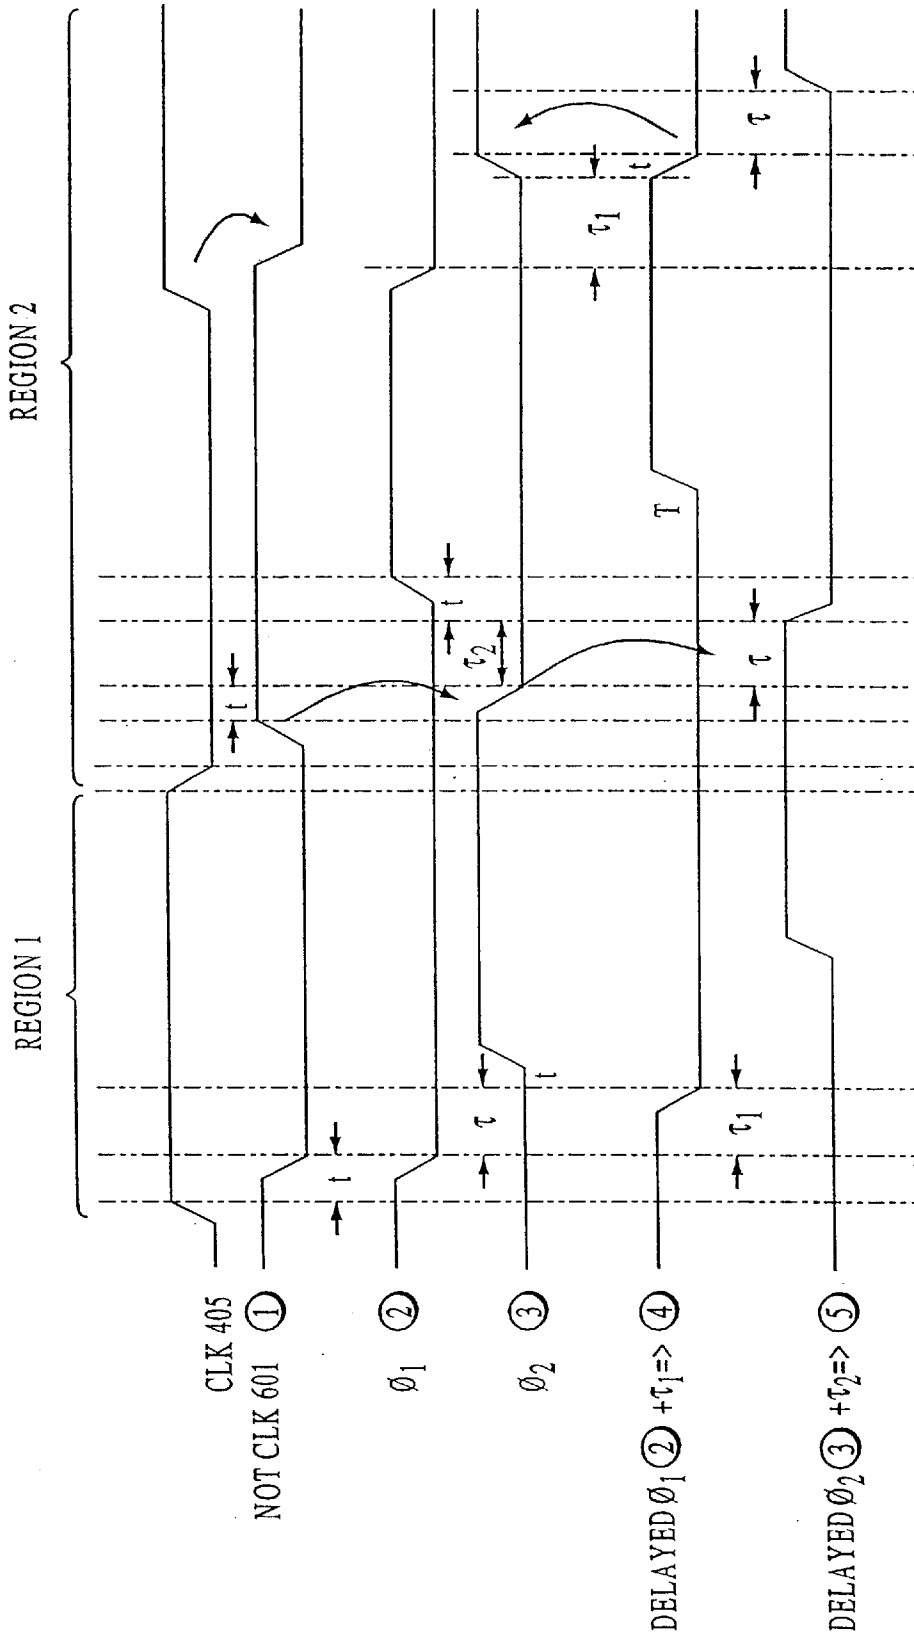 REGION 1
REGION 2
CLK 405
NOT CLK 601 ①
t
t
Ø1 ②
t
τ
τ2
Ø2 ③
t
τ1
t
DELAYED Ø1 ② +τ1=> ④
T
τ1
τ
τ
DELAYED Ø2 ③ +τ2=> ⑤